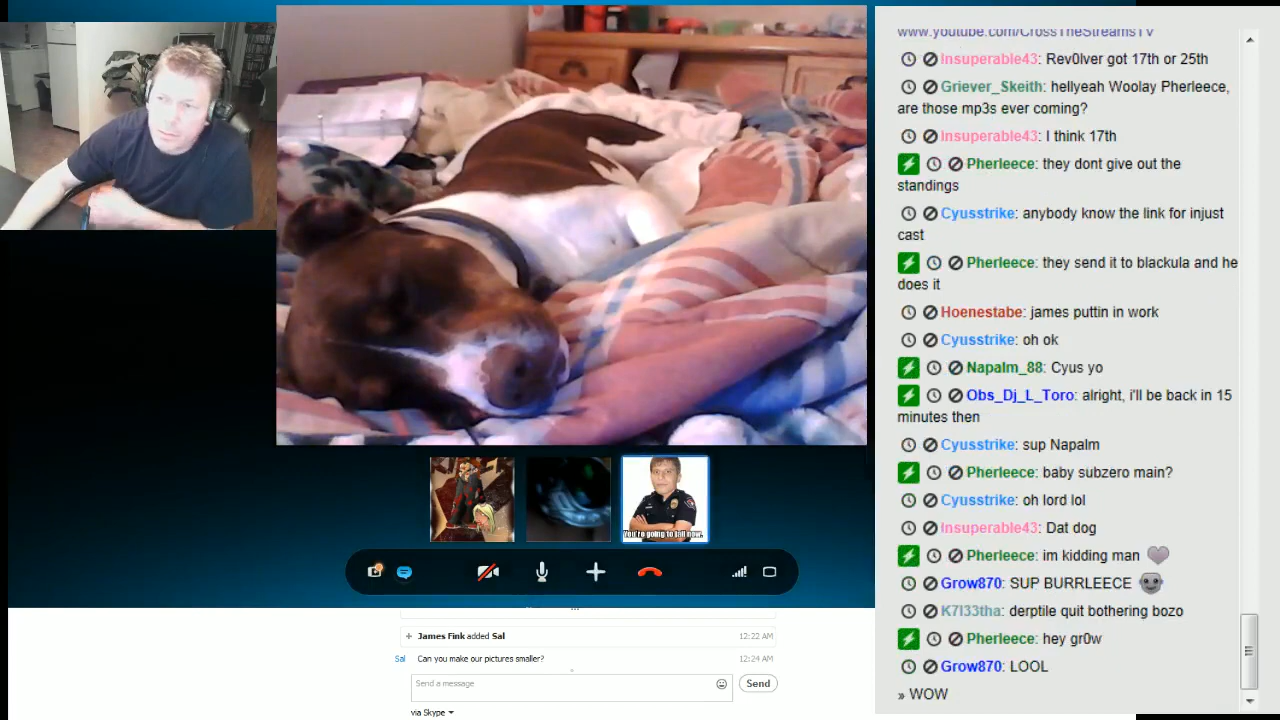 www.youtube.com/CrossTheStreamsTV
Insuperable43: Rev0lver got 17th or 25th
Griever_Skeith: hellyeah Woolay Pherleece,
are those mp3s ever coming?
Insuperable43: I think 17th
Pherleece: they dont give out the
standings
Cyusstrike: anybody know the link for injust
cast
Pherleece: they send it to blackula and he
does it
Hoenestabe: james puttin in work
Cyusstrike: oh ok
Napalm_88: Cyus yo
Obs_Dj_L_Toro: alright, i'll be back in 15
minutes then
Cyusstrike: sup Napalm
Pherleece: baby subzero main?
Cyusstrike: oh lord lol
Insuperable43: Dat dog
Pherleece: im kidding man
Grow870: SUP BURRLEECE
K7l33tha: derptile quit bothering bozo
Pherleece: hey gr0w
Grow870: LOOL
» WOW
You're going to jail now.
James Fink added Sal 12:22 AM
Sal Can you make our pictures smaller? 12:24 AM
Send a message
Send
via Skype